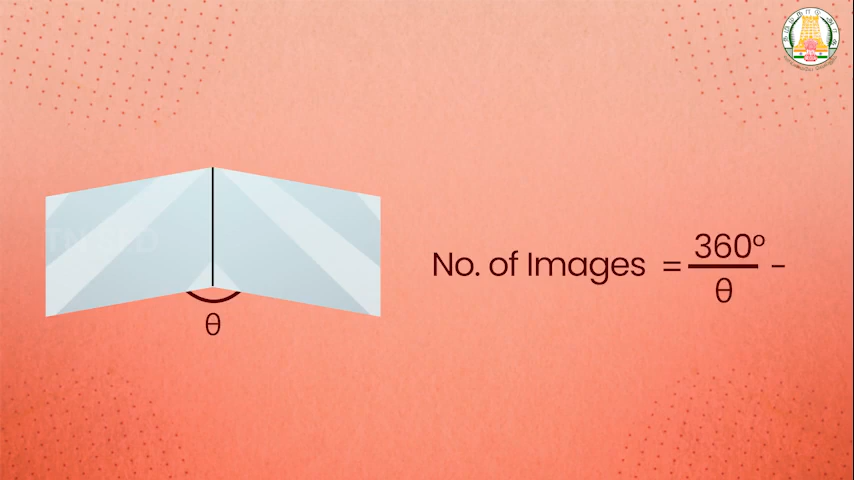 No. of Images = 360° / θ -
θ